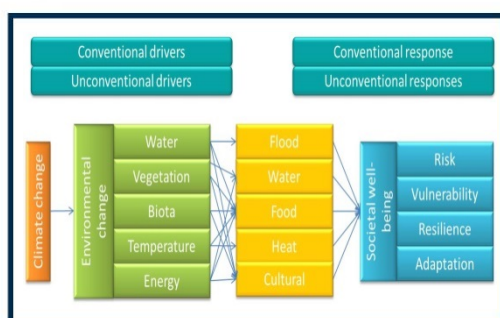 Conventional drivers
Unconventional drivers
Conventional response
Unconventional responses
Climate change
Environmental
change
Water
Vegetation
Biota
Temperature
Energy
Flood
Water
Food
Heat
Cultural
Societal well-
being
Risk
Vulnerability
Resilience
Adaptation